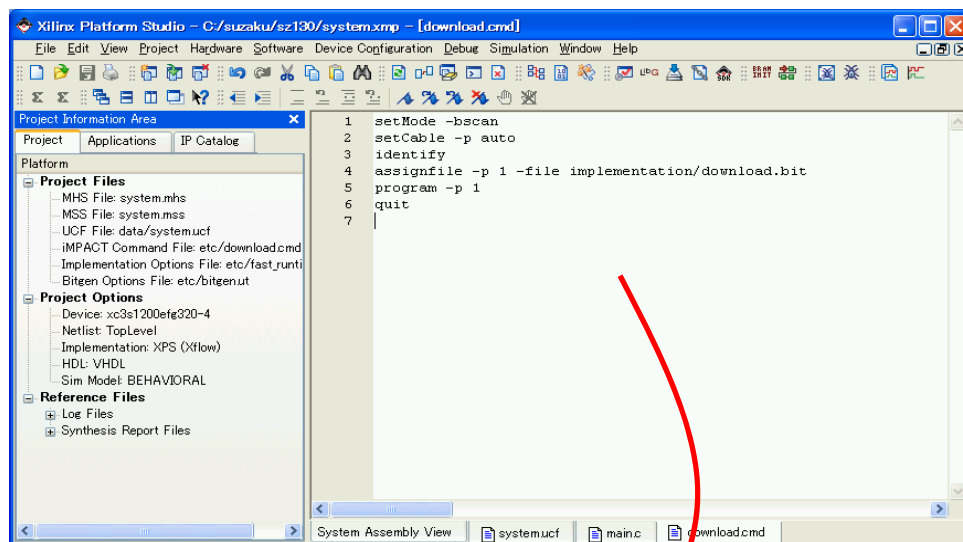 Xilinx Platform Studio - C:/suzaku/sz130/system.xmp - [download.cmd]
File Edit View Project Hardware Software Device Configuration Debug Simulation Window Help
Project Information Area
Project Applications IP Catalog
Platform
Project Files
MHS File: system.mhs
MSS File: system.mss
UCF File: data/system.ucf
iMPACT Command File: etc/download.cmd
Implementation Options File: etc/fast_runti
Bitgen Options File: etc/bitgen.ut
Project Options
Device: xc3s1200efg320-4
Netlist: TopLevel
Implementation: XPS (Xflow)
HDL: VHDL
Sim Model: BEHAVIORAL
Reference Files
Log Files
Synthesis Report Files
1 setMode -bscan
2 setCable -p auto
3 identify
4 assignfile -p 1 -file implementation/download.bit
5 program -p 1
6 quit
7
System Assembly View system.ucf main.c download.cmd